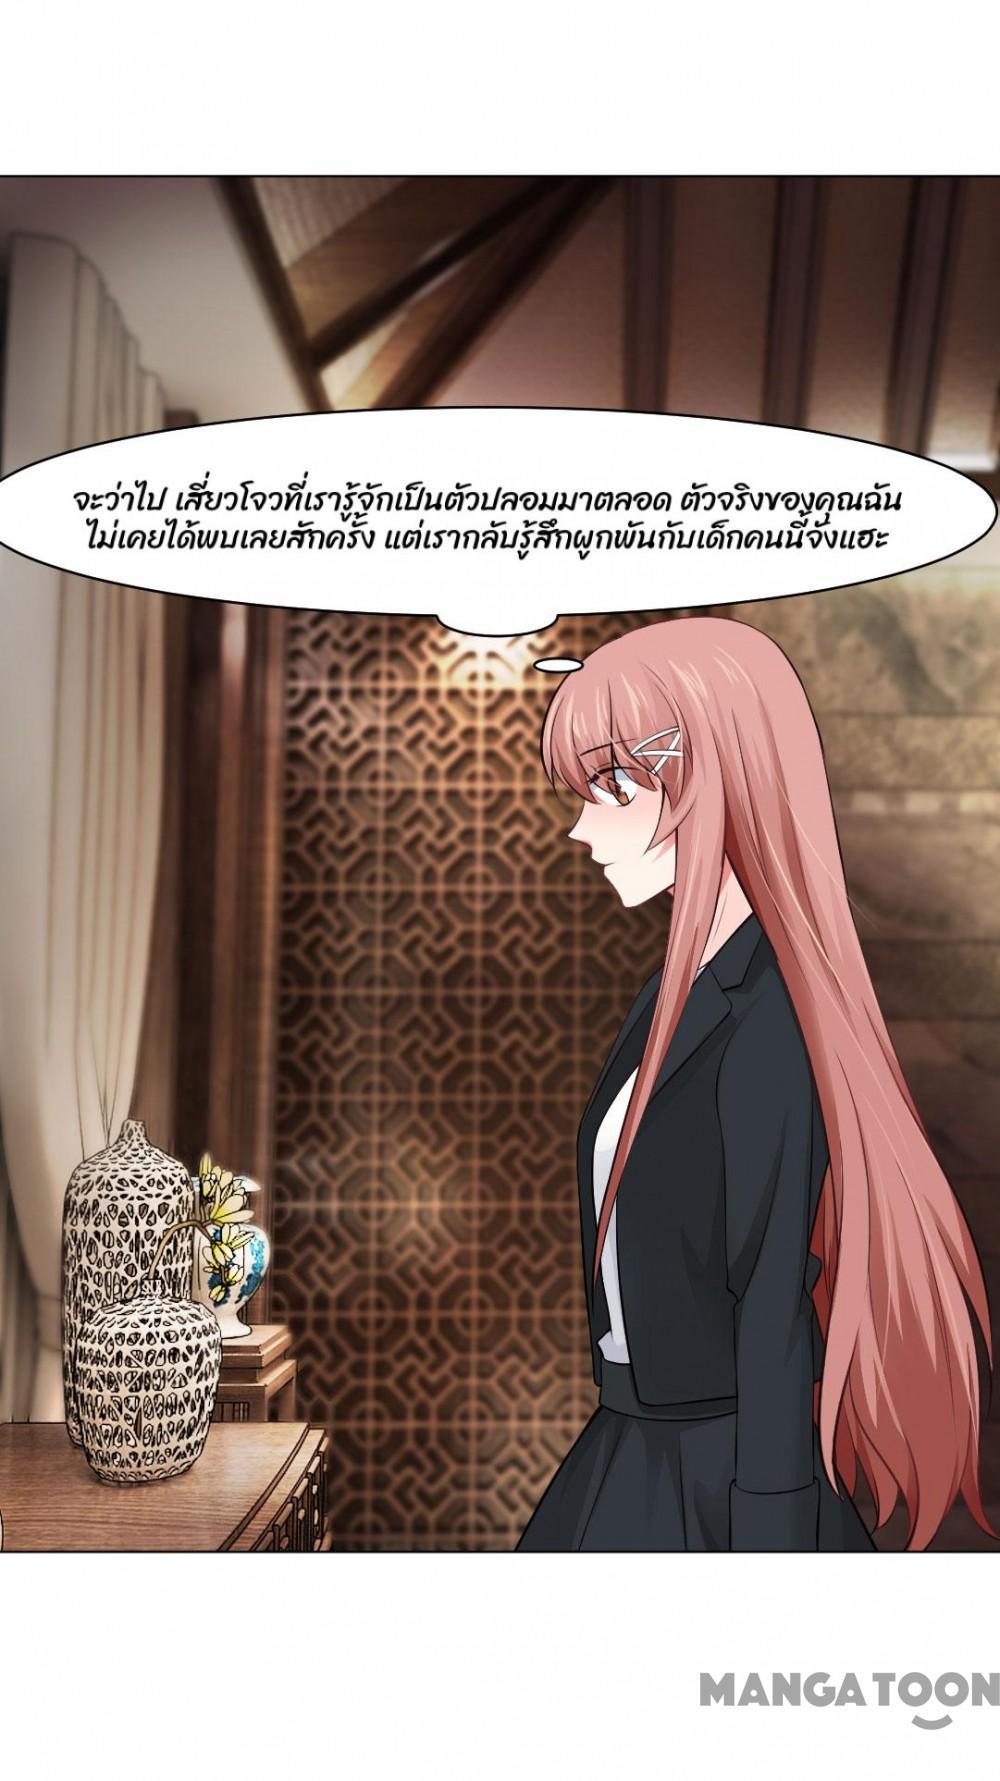 จะว่าไป เสี่ยวโจวที่เรารู้จักเป็นตัวปลอมมาตลอด ตัวจริงของคุณฉัน
ไม่เคยได้พบเลยสักครั้ง แต่เรากลับรู้สึกผูกพันกับเด็กคนนี้จังแฮะ
MANGATOON